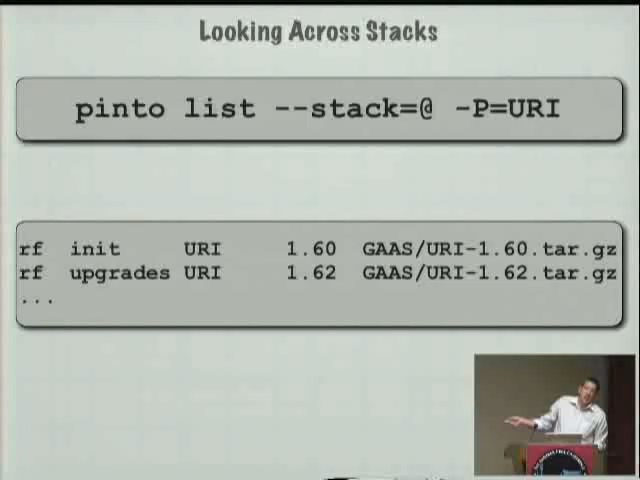 Looking Across Stacks
pinto list --stack=@ -P=URI
rf init URI 1.60 GAAS/URI-1.60.tar.gz
rf upgrades URI 1.62 GAAS/URI-1.62.tar.gz
...